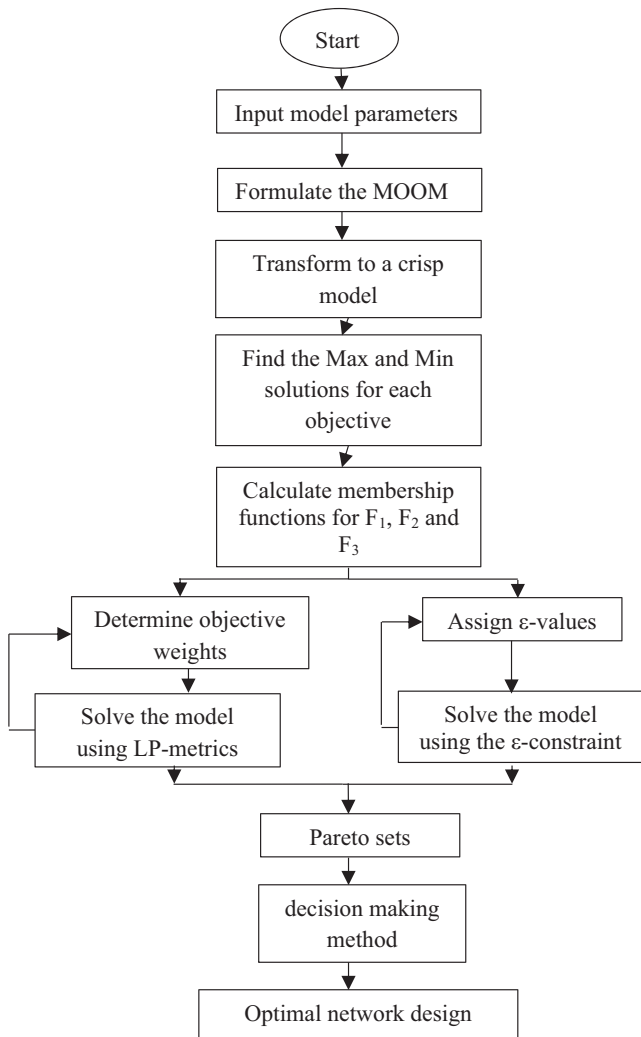 Start
Input model parameters
Formulate the MOOM
Transform to a crisp
model
Find the Max and Min
solutions for each
objective
Calculate membership
functions for F₁, F₂ and
F₃
Determine objective
weights
Assign ε-values
Solve the model
using LP-metrics
Solve the model
using the ε-constraint
Pareto sets
decision making
method
Optimal network design